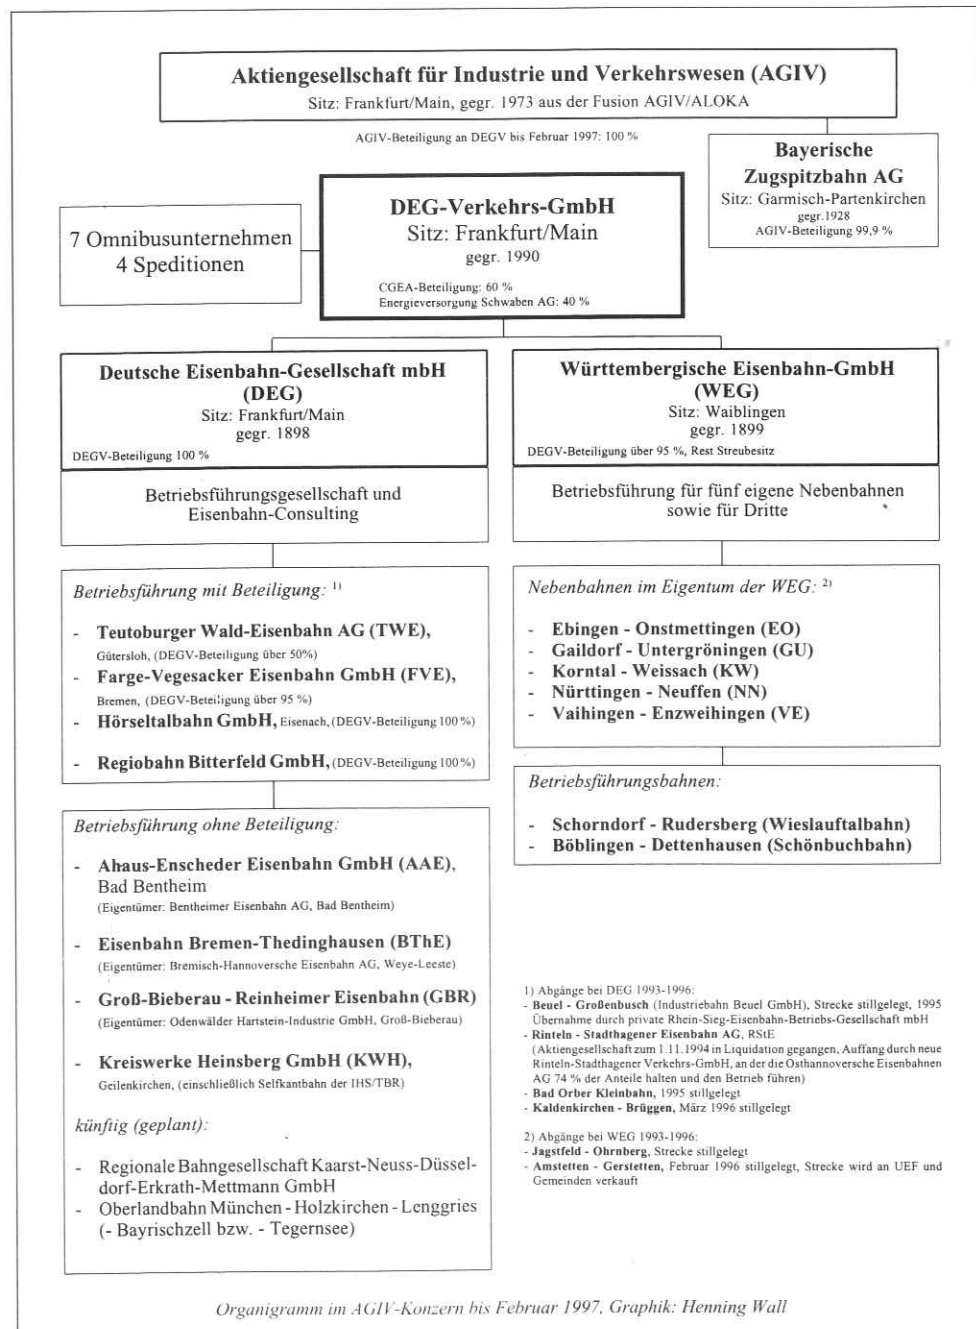 Aktiengesellschaft für Industrie und Verkehrswesen (AGIV)
Sitz: Frankfurt/Main, gegr. 1973 aus der Fusion AGIV/ALOKA
AGIV-Beteiligung an DEGV bis Februar 1997: 100 %
Bayerische
Zugspitzbahn AG
Sitz: Garmisch-Partenkirchen
gegr.1928
AGIV-Beteiligung 99,9 %
DEG-Verkehrs-GmbH
Sitz: Frankfurt/Main
gegr. 1990
CGEA-Beteiligung: 60 %
Energieversorgung Schwaben AG: 40 %
7 Omnibusunternehmen
4 Speditionen
Deutsche Eisenbahn-Gesellschaft mbH
(DEG)
Sitz: Frankfurt/Main
gegr. 1898
DEGV-Beteiligung 100 %
Betriebsführungsgesellschaft und
Eisenbahn-Consulting
Württembergische Eisenbahn-GmbH
(WEG)
Sitz: Waiblingen
gegr. 1899
DEGV-Beteiligung über 95 %, Rest Streubesitz
Betriebsführung für fünf eigene Nebenbahnen
sowie für Dritte
Betriebsführung mit Beteiligung: 1)
- Teutoburger Wald-Eisenbahn AG (TWE),
Gütersloh, (DEGV-Beteiligung über 50%)
- Farge-Vegesacker Eisenbahn GmbH (FVE),
Bremen, (DEGV-Beteiligung über 95 %)
- Hörseltalbahn GmbH, Eisenach, (DEGV-Beteiligung 100 %)
- Regiobahn Bitterfeld GmbH, (DEGV-Beteiligung 100 %)
Betriebsführung ohne Beteiligung:
- Ahaus-Enscheder Eisenbahn GmbH (AAE),
Bad Bentheim
(Eigentümer: Bentheimer Eisenbahn AG, Bad Bentheim)
- Eisenbahn Bremen-Thedinghausen (BThE)
(Eigentümer: Bremisch-Hannoversche Eisenbahn AG, Weye-Leeste)
- Groß-Bieberau - Reinheimer Eisenbahn (GBR)
(Eigentümer: Odenwälder Hartstein-Industrie GmbH, Groß-Bieberau)
- Kreiswerke Heinsberg GmbH (KWH),
Geilenkirchen, (einschließlich Selfkantbahn der IHS/TBR)
künftig (geplant):
- Regionale Bahngesellschaft Kaarst-Neuss-Düssel-
dorf-Erkrath-Mettmann GmbH
- Oberlandbahn München - Holzkirchen - Lenggries
(- Bayrischzell bzw. - Tegernsee)
Nebenbahnen im Eigentum der WEG: 2)
- Ebingen - Onstmettingen (EO)
- Gaildorf - Untergröningen (GU)
- Korntal - Weissach (KW)
- Nürttingen - Neuffen (NN)
- Vaihingen - Enzweihingen (VE)
Betriebsführungsbahnen:
- Schorndorf - Rudersberg (Wieslauftalbahn)
- Böblingen - Dettenhausen (Schönbuchbahn)
1) Abgänge bei DEG 1993-1996:
- Beuel - Großenbusch (Industriebahn Beuel GmbH), Strecke stillgelegt, 1995
Übernahme durch private Rhein-Sieg-Eisenbahn-Betriebs-Gesellschaft mbH
- Rinteln - Stadthagener Eisenbahn AG, RStE
(Aktiengesellschaft zum 1.11.1994 in Liquidation gegangen, Auffang durch neue
Rinteln-Stadthagener Verkehrs-GmbH, an der die Osthannoversche Eisenbahnen
AG 74 % der Anteile halten und den Betrieb führen)
- Bad Orber Kleinbahn, 1995 stillgelegt
- Kaldenkirchen - Brüggen, März 1996 stillgelegt
2) Abgänge bei WEG 1993-1996:
- Jagstfeld - Ohrnberg, Strecke stillgelegt
- Amstetten - Gerstetten, Februar 1996 stillgelegt, Strecke wird an UEF und
Gemeinden verkauft
Organigramm im AGIV-Konzern bis Februar 1997, Graphik: Henning Wall